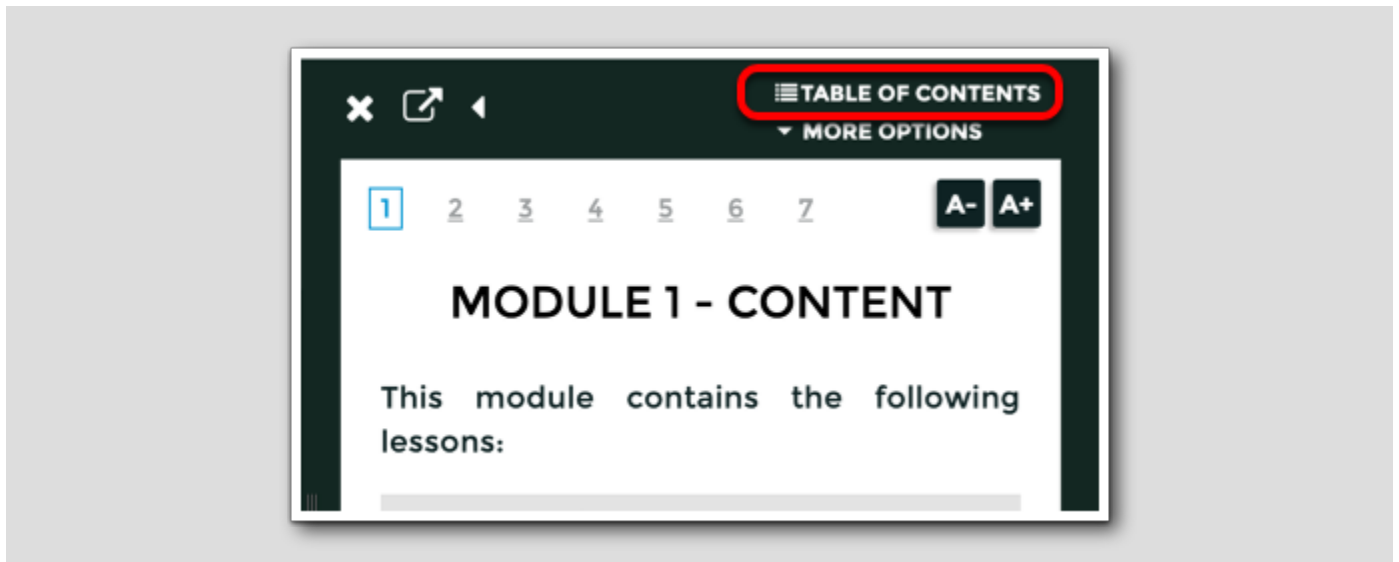 TABLE OF CONTENTS
MORE OPTIONS
1 2 3 4 5 6 7 A- A+
MODULE 1 - CONTENT
This module contains the following
lessons: